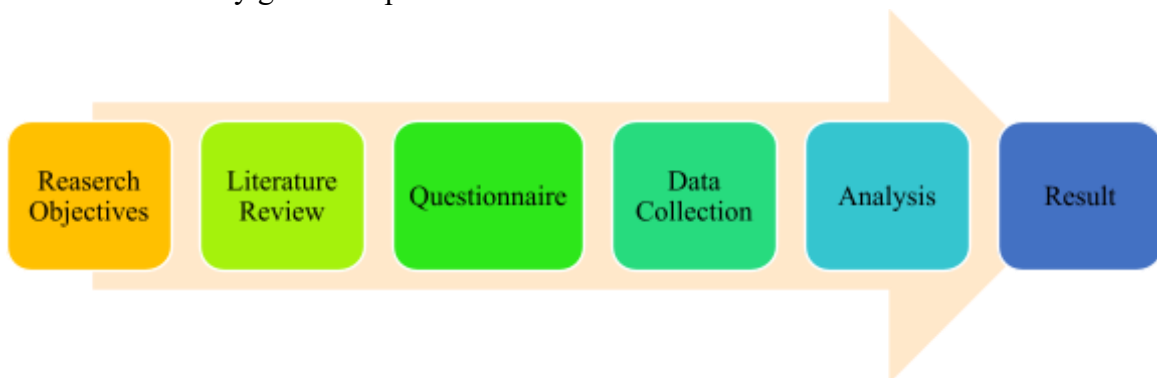 Reaserch
Objectives
Literature
Review
Questionnaire
Data
Collection
Analysis
Result